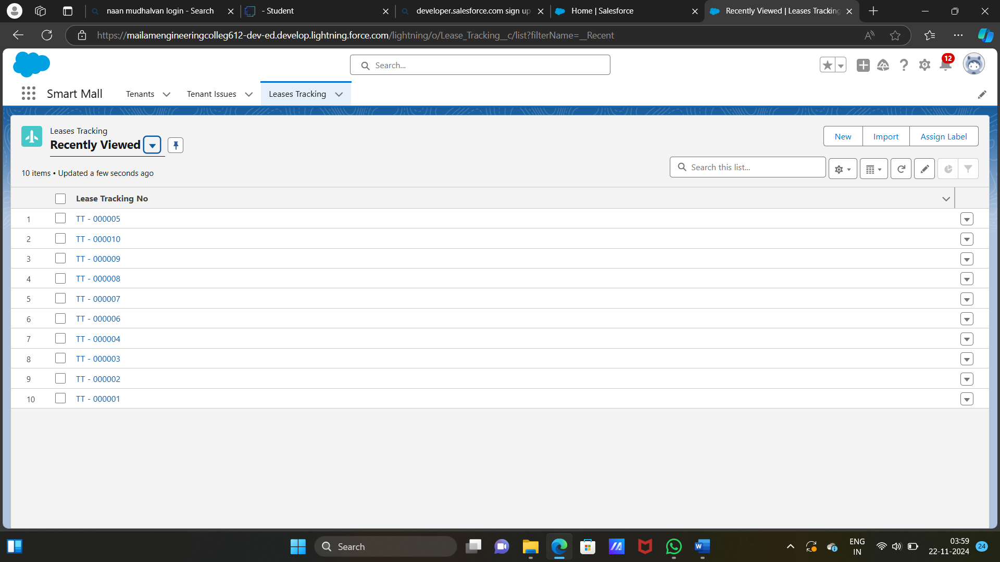 naan mudhalvan login - Search
- Student
developer.salesforce.com sign up
Home | Salesforce
Recently Viewed | Leases Tracking
https://mailamengineeringcolleg612-dev-ed.develop.lightning.force.com/lightning/o/Lease_Tracking__c/list?filterName=__Recent
Search...
12
Smart Mall
Tenants
Tenant Issues
Leases Tracking
Leases Tracking
Recently Viewed
New
Import
Assign Label
10 items • Updated a few seconds ago
Search this list...
Lease Tracking No
1 TT - 000005
2 TT - 000010
3 TT - 000009
4 TT - 000008
5 TT - 000007
6 TT - 000006
7 TT - 000004
8 TT - 000003
9 TT - 000002
10 TT - 000001
Search
W
ENG
IN
03:59
22-11-2024
24